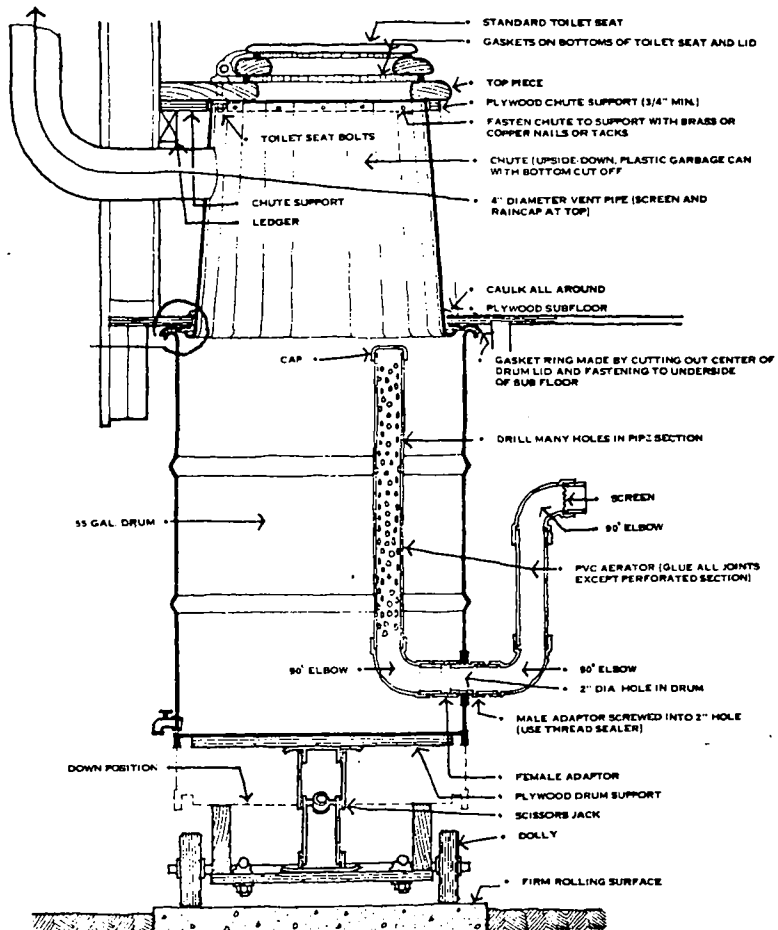 STANDARD TOILET SEAT
GASKETS ON BOTTOMS OF TOILET SEAT AND LID
TOP PIECE
PLYWOOD CHUTE SUPPORT (3/4" MIN.)
FASTEN CHUTE TO SUPPORT WITH BRASS OR
COPPER NAILS OR TACKS
TOILET SEAT BOLTS
CHUTE (UPSIDE-DOWN, PLASTIC GARBAGE CAN
WITH BOTTOM CUT OFF
CHUTE SUPPORT
4" DIAMETER VENT PIPE (SCREEN AND
RAINCAP AT TOP)
LEDGER
CAULK ALL AROUND
PLYWOOD SUBFLOOR
CAP
GASKET RING MADE BY CUTTING OUT CENTER OF
DRUM LID AND FASTENING TO UNDERSIDE
OF SUB FLOOR
DRILL MANY HOLES IN PIPE SECTION
SCREEN
90° ELBOW
55 GAL. DRUM
PVC AERATOR (GLUE ALL JOINTS
EXCEPT PERFORATED SECTION)
90° ELBOW
90° ELBOW
2" DIA HOLE IN DRUM
MALE ADAPTOR SCREWED INTO 2" HOLE
(USE THREAD SEALER)
DOWN POSITION
FEMALE ADAPTOR
PLYWOOD DRUM SUPPORT
SCISSORS JACK
DOLLY
FIRM ROLLING SURFACE